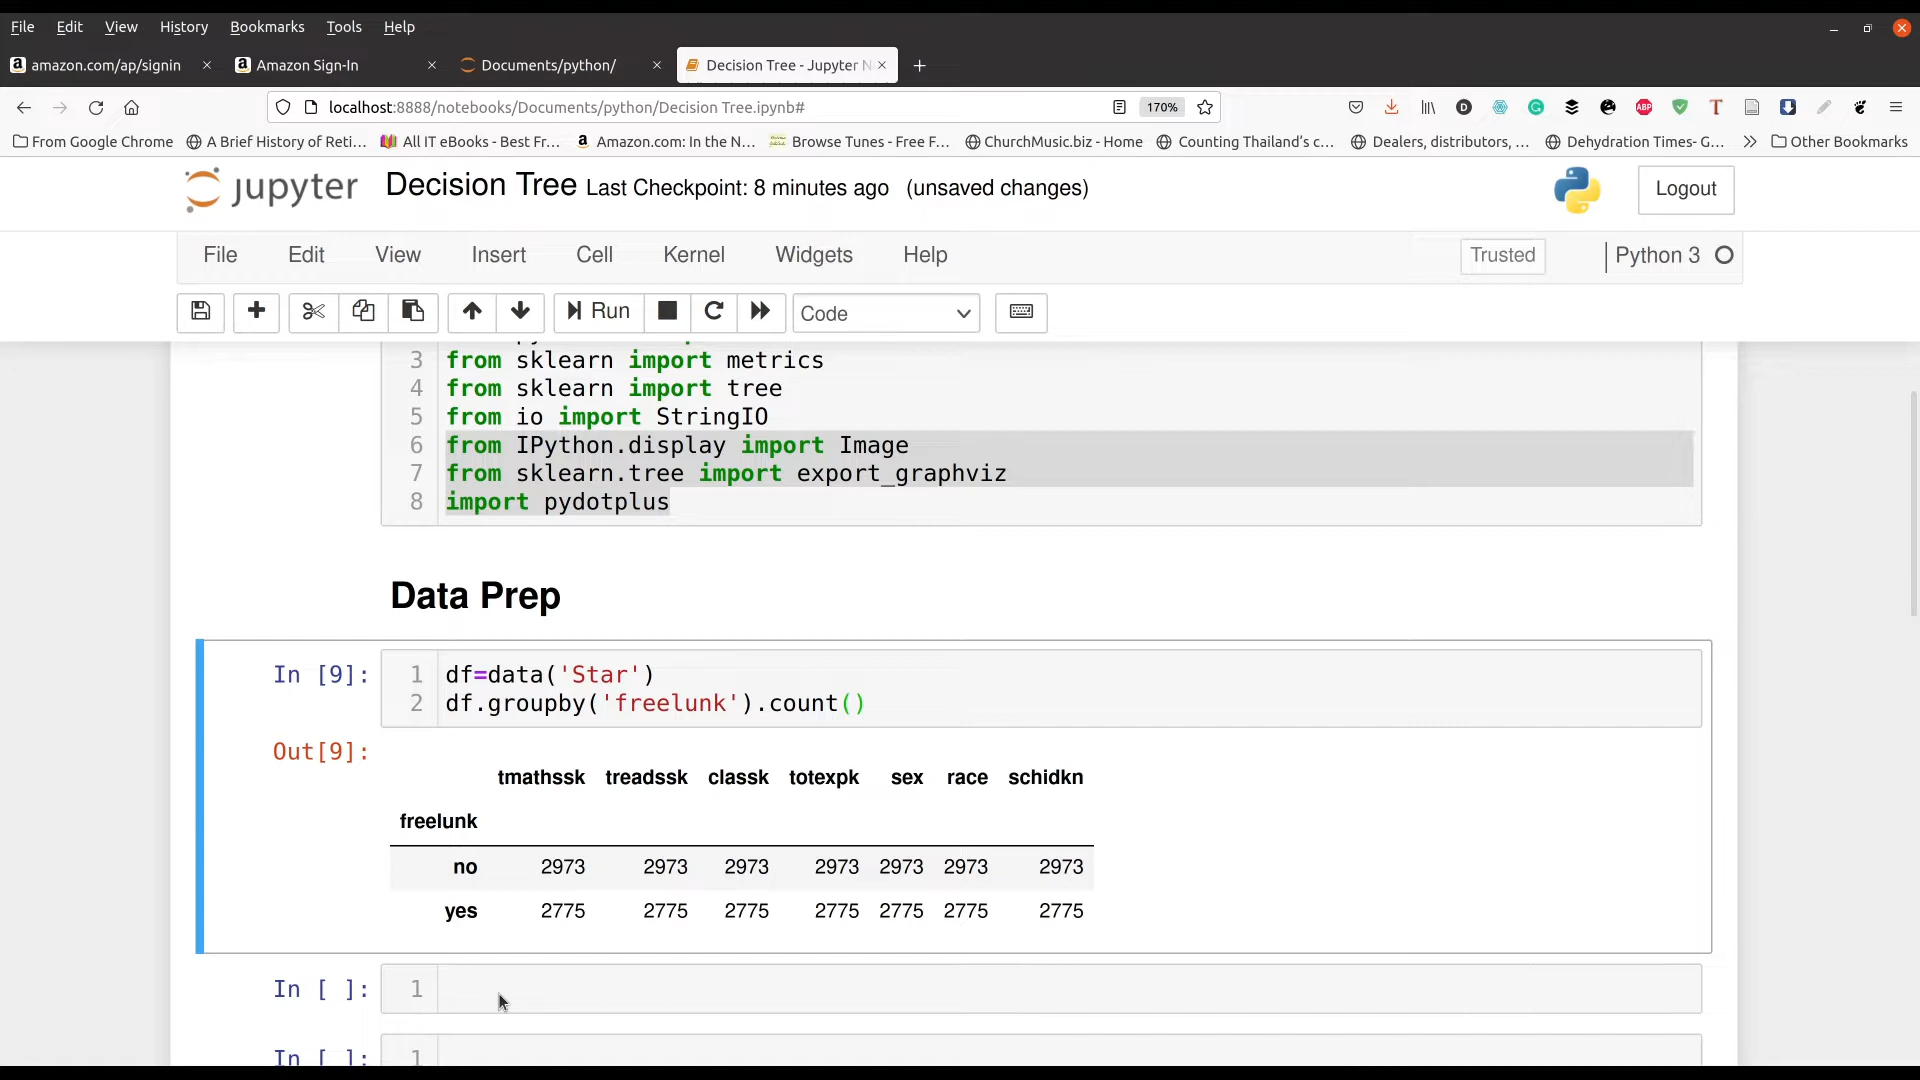 File Edit View History Bookmarks Tools Help
amazon.com/ap/signin Amazon Sign-In Documents/python/ Decision Tree - Jupyter N
localhost:8888/notebooks/Documents/python/Decision Tree.ipynb# 170%
From Google Chrome A Brief History of Reti… All IT eBooks - Best Fr… Amazon.com: In the N… Browse Tunes - Free F… ChurchMusic.biz - Home Counting Thailand's c… Dealers, distributors, … Dehydration Times- G… Other Bookmarks
jupyter Decision Tree Last Checkpoint: 8 minutes ago (unsaved changes) Logout
File Edit View Insert Cell Kernel Widgets Help Trusted Python 3
Run Code
3 from sklearn import metrics
4 from sklearn import tree
5 from io import StringIO
6 from IPython.display import Image
7 from sklearn.tree import export_graphviz
8 import pydotplus
Data Prep
In [9]: 1 df=data('Star')
2 df.groupby('freelunk').count()
Out[9]:
tmathssk treadssk classk totexpk sex race schidkn
freelunk
no 2973 2973 2973 2973 2973 2973 2973
yes 2775 2775 2775 2775 2775 2775 2775
In [ ]: 1
In [ ]: 1